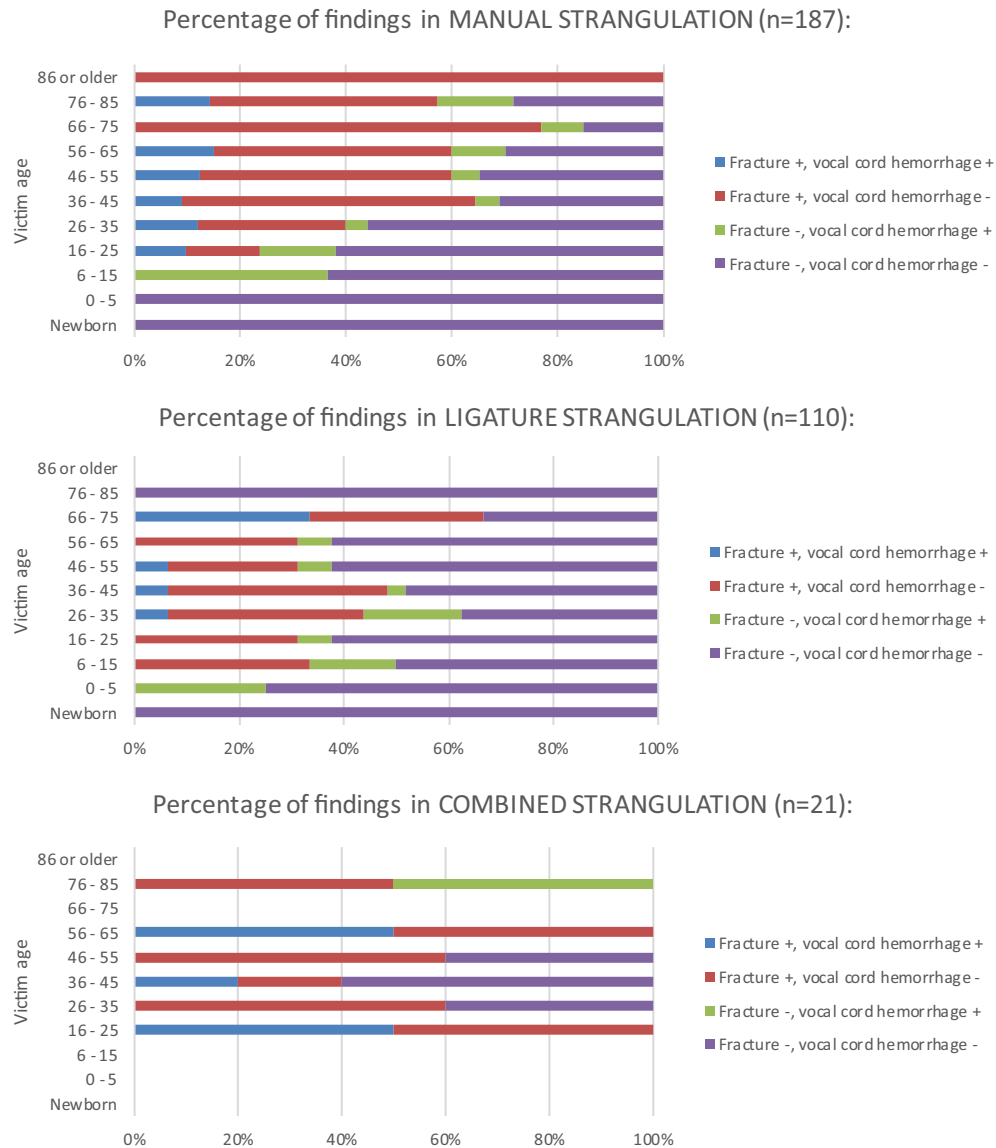 Percentage of findings in MANUAL STRANGULATION (n=187):
Victim age
86 or older
76 - 85
66 - 75
56 - 65
46 - 55
36 - 45
26 - 35
16 - 25
6 - 15
0 - 5
Newborn
0% 20% 40% 60% 80% 100%
Fracture +, vocal cord hemorrhage +
Fracture +, vocal cord hemorrhage -
Fracture -, vocal cord hemorrhage +
Fracture -, vocal cord hemorrhage -
Percentage of findings in LIGATURE STRANGULATION (n=110):
Victim age
86 or older
76 - 85
66 - 75
56 - 65
46 - 55
36 - 45
26 - 35
16 - 25
6 - 15
0 - 5
Newborn
0% 20% 40% 60% 80% 100%
Fracture +, vocal cord hemorrhage +
Fracture +, vocal cord hemorrhage -
Fracture -, vocal cord hemorrhage +
Fracture -, vocal cord hemorrhage -
Percentage of findings in COMBINED STRANGULATION (n=21):
Victim age
86 or older
76 - 85
66 - 75
56 - 65
46 - 55
36 - 45
26 - 35
16 - 25
6 - 15
0 - 5
Newborn
0% 20% 40% 60% 80% 100%
Fracture +, vocal cord hemorrhage +
Fracture +, vocal cord hemorrhage -
Fracture -, vocal cord hemorrhage +
Fracture -, vocal cord hemorrhage -